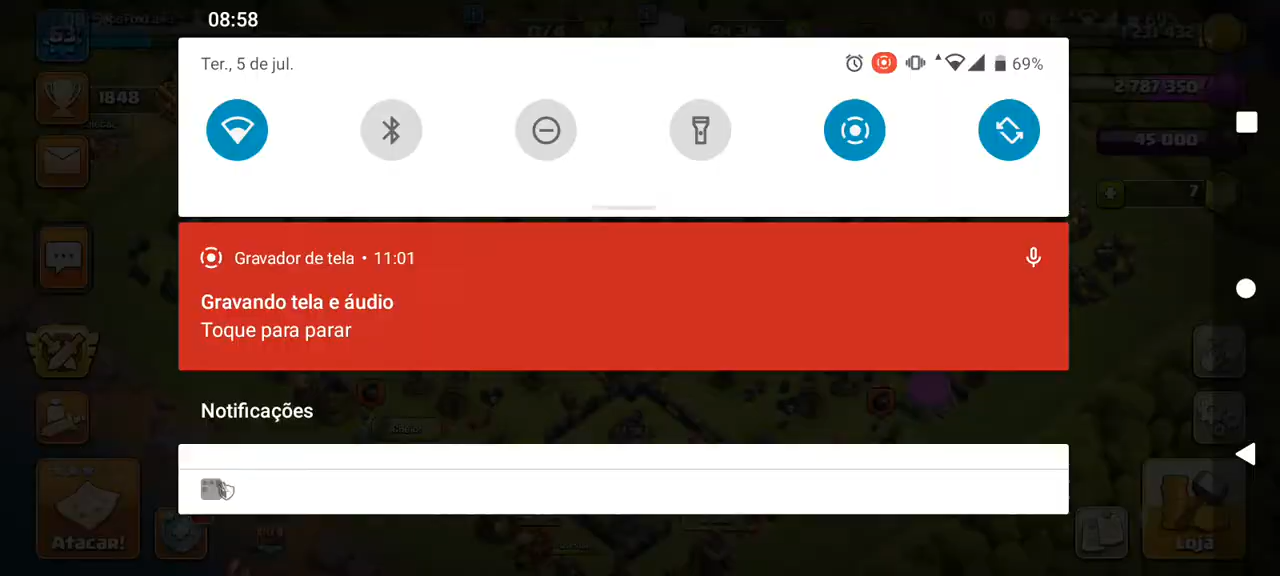 08:58
Ter., 5 de jul.
69%
Gravador de tela • 11:01
Gravando tela e áudio
Toque para parar
Notificações
63
1848
2 787 350
45 000
7
Atacar!
Loja